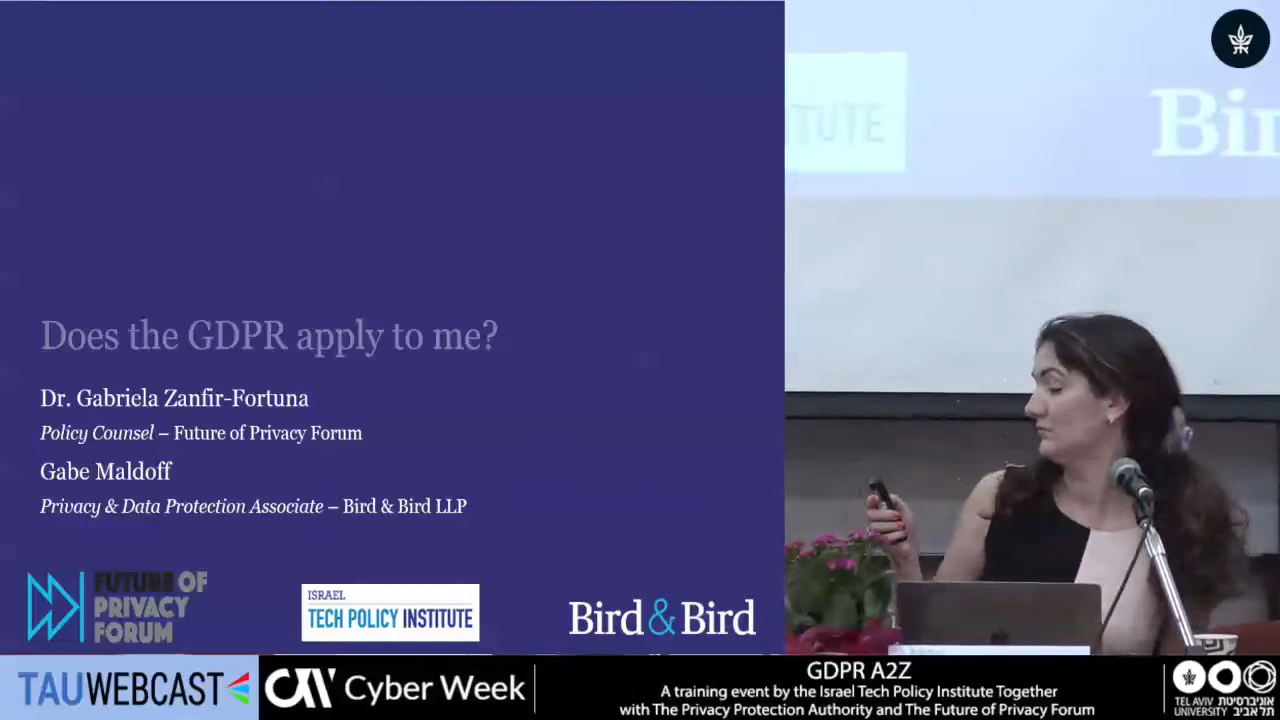 TUTE
Bir
Does the GDPR apply to me?
Dr. Gabriela Zanfir-Fortuna
Policy Counsel – Future of Privacy Forum
Gabe Maldoff
Privacy & Data Protection Associate – Bird & Bird LLP
FUTURE OF
PRIVACY
FORUM
ISRAEL
TECH POLICY INSTITUTE
Bird & Bird
TAUWEBCAST
Cyber Week
GDPR A2Z
A training event by the Israel Tech Policy Institute Together
with The Privacy Protection Authority and The Future of Privacy Forum
TEL AVIV אוניברסיטת
UNIVERSITY תל אביב